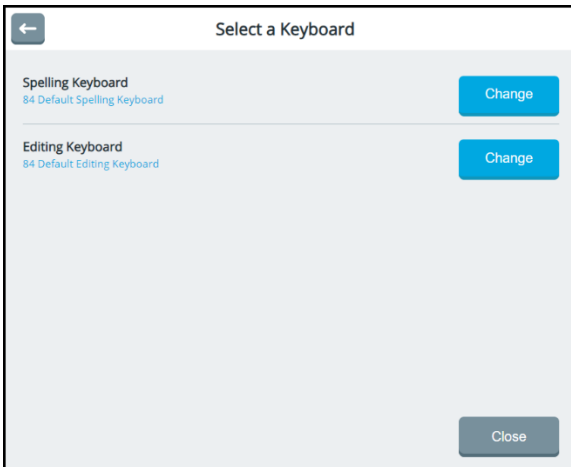 Select a Keyboard
Spelling Keyboard
84 Default Spelling Keyboard
Change
Editing Keyboard
84 Default Editing Keyboard
Change
Close